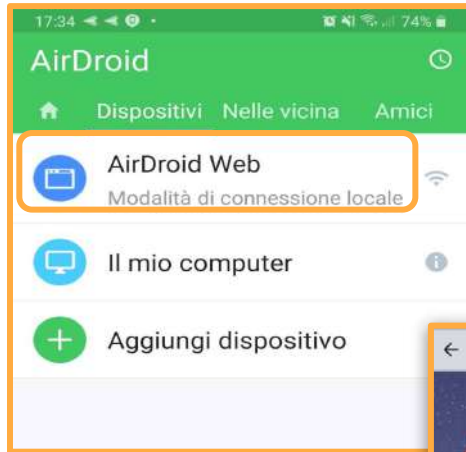 17:34 74%
AirDroid
Dispositivi Nelle vicina Amici
AirDroid Web
Modalità di connessione locale
Il mio computer
Aggiungi dispositivo